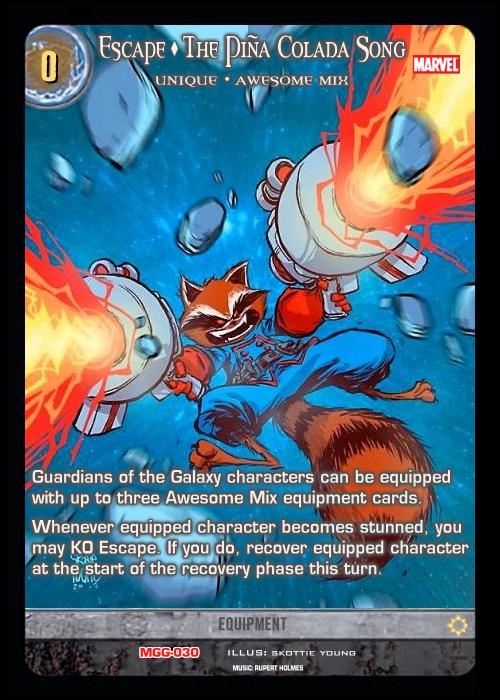 0
Escape ♦ The Piña Colada Song
Unique • Awesome Mix
MARVEL
Guardians of the Galaxy characters can be equipped
with up to three Awesome Mix equipment cards.
Whenever equipped character becomes stunned, you
may KO Escape. If you do, recover equipped character
at the start of the recovery phase this turn.
EQUIPMENT
MGG-030
ILLUS: SKOTTIE YOUNG
MUSIC: RUPERT HOLMES